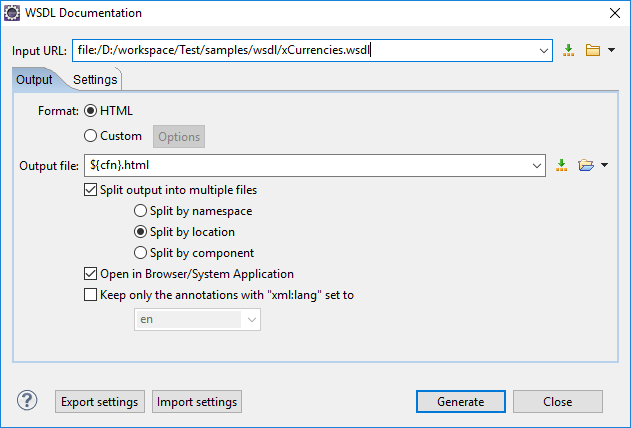 WSDL Documentation
Input URL: file:/D:/workspace/Test/samples/wsdl/xCurrencies.wsdl
Output Settings
Format: HTML
Custom Options
Output file: ${cfn}.html
Split output into multiple files
Split by namespace
Split by location
Split by component
Open in Browser/System Application
Keep only the annotations with "xml:lang" set to
en
? Export settings Import settings Generate Close